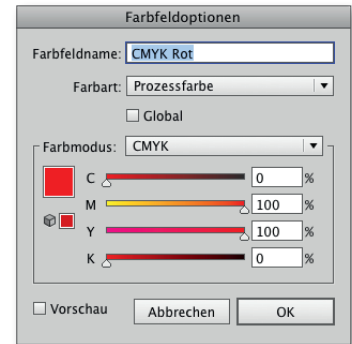 Farbfeldoptionen
Farbfeldname: CMYK Rot
Farbart: Prozessfarbe
Global
Farbmodus: CMYK
C 0 %
M 100 %
Y 100 %
K 0 %
Vorschau Abbrechen OK